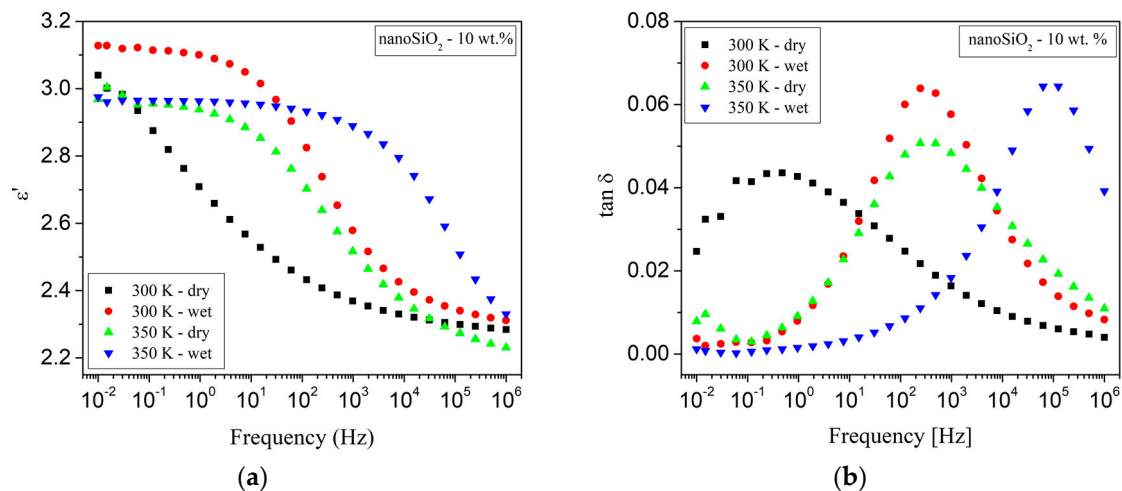 nanoSiO₂ - 10 wt.%
3.2
3.0
2.8
2.6
2.4
2.2
ε'
300 K - dry
300 K - wet
350 K - dry
350 K - wet
10⁻² 10⁻¹ 10⁰ 10¹ 10² 10³ 10⁴ 10⁵ 10⁶
Frequency (Hz)
(a)
nanoSiO₂ - 10 wt. %
0.08
0.06
0.04
0.02
0.00
tan δ
300 K - dry
300 K - wet
350 K - dry
350 K - wet
10⁻² 10⁻¹ 10⁰ 10¹ 10² 10³ 10⁴ 10⁵ 10⁶
Frequency [Hz]
(b)